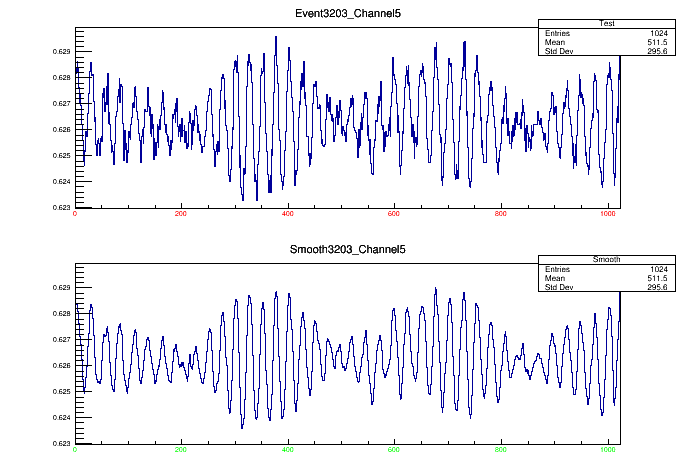 Event3203_Channel5
Test
Entries 1024
Mean 511.5
Std Dev 295.6
0.629
0.628
0.627
0.626
0.625
0.624
0.623
0 200 400 600 800 1000
Smooth3203_Channel5
Smooth
Entries 1024
Mean 511.5
Std Dev 295.6
0.629
0.628
0.627
0.626
0.625
0.624
0.623
0 200 400 600 800 1000